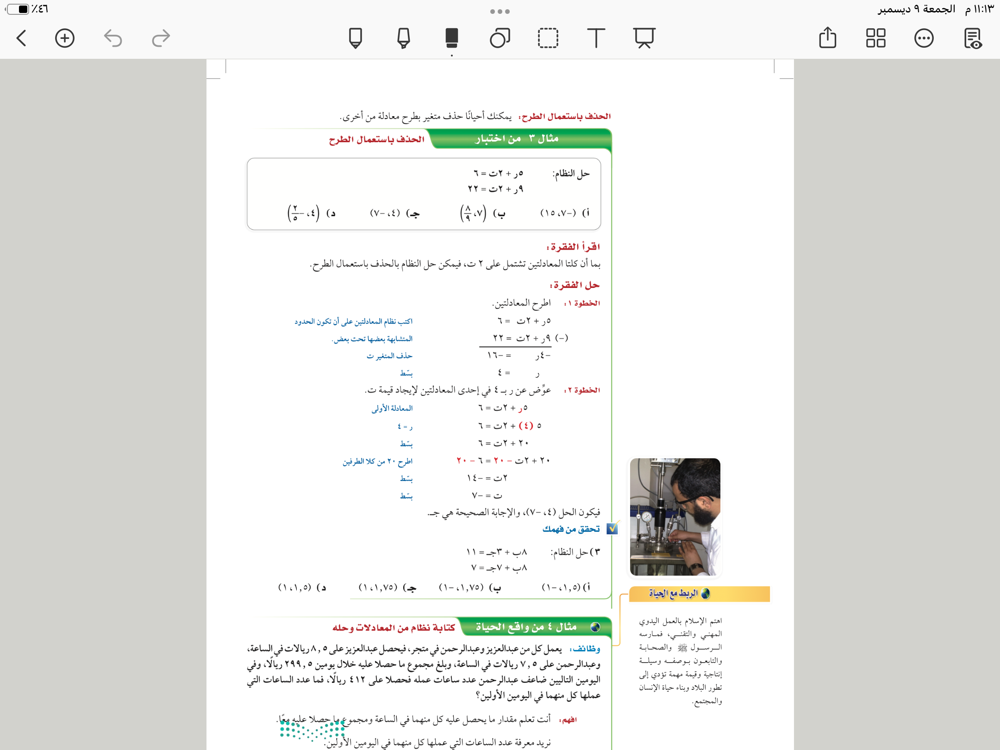 ١١:١٣ م الجمعة ٩ ديسمبر
٪٤٦
الحذف باستعمال الطرح: يمكنك أحيانًا حذف متغير بطرح معادلة من أخرى.
مثال ٣ من اختبار
الحذف باستعمال الطرح
حل النظام: ٥ر + ٢ت = ٦
٩ر + ٢ت = ٢٢
أ) (−٧، ١٥) ب) (٧، ٨/٩) جـ) (٤، −٧) د) (٤، −٢/٥)
اقرأ الفقرة:
بما أن كلتا المعادلتين تشتمل على ٢ ت، فيمكن حل النظام بالحذف باستعمال الطرح.
حل الفقرة:
الخطوة ١: اطرح المعادلتين.
٥ر + ٢ت = ٦ اكتب نظام المعادلتين على أن تكون الحدود
(−) ٩ر + ٢ت = ٢٢ المتشابهة بعضها تحت بعض.
−٤ر = −١٦ حذف المتغير ت
ر = ٤ بسّط
الخطوة ٢: عوِّض عن ر بـ ٤ في إحدى المعادلتين لإيجاد قيمة ت.
٥ر + ٢ت = ٦ المعادلة الأولى
٥ (٤) + ٢ت = ٦ ر = ٤
٢٠ + ٢ت = ٦ بسّط
٢٠ + ٢ت − ٢٠ = ٦ − ٢٠ اطرح ٢٠ من كلا الطرفين
٢ت = −١٤ بسّط
ت = −٧ بسّط
فيكون الحل (٤، −٧)، والإجابة الصحيحة هي جـ.
تحقق من فهمك
٣) حل النظام: ٨ب + ٣جـ = ١١
٨ب + ٧جـ = ٧
أ) (١,٥، −١) ب) (١,٧٥، −١) جـ) (١,٧٥، ١) د) (١,٥، ١)
مثال ٤ من واقع الحياة
كتابة نظام من المعادلات وحله
وظائف: يعمل كل من عبدالعزيز وعبدالرحمن في متجر، فيحصل عبدالعزيز على ٨,٥ ريالات في الساعة،
وعبدالرحمن على ٧,٥ ريالات في الساعة، وبلغ مجموع ما حصلا عليه خلال يومين ٢٩٩,٥ ريالًا، وفي
اليومين التاليين ضاعف عبدالرحمن عدد ساعات عمله فحصلا على ٤١٢ ريالًا، فما عدد الساعات التي
عملها كل منهما في اليومين الأولين؟
افهم: أنت تعلم مقدار ما يحصل عليه كل منهما في الساعة ومجموع ما حصلا عليه معًا.
نريد معرفة عدد الساعات التي عملها كل منهما في اليومين الأولين.
الربط مع الحياة
اهتم الإسلام بالعمل اليدوي
المهني والتقنـــي، فمـارسه
الـرســـول ﷺ والصحـابـة
والتابعـون بـوصفــه وسيلــة
إنتاجية وقيمة مهمة تؤدي إلى
تطور البلاد وبناء حياة الإنسان
والمجتمع.